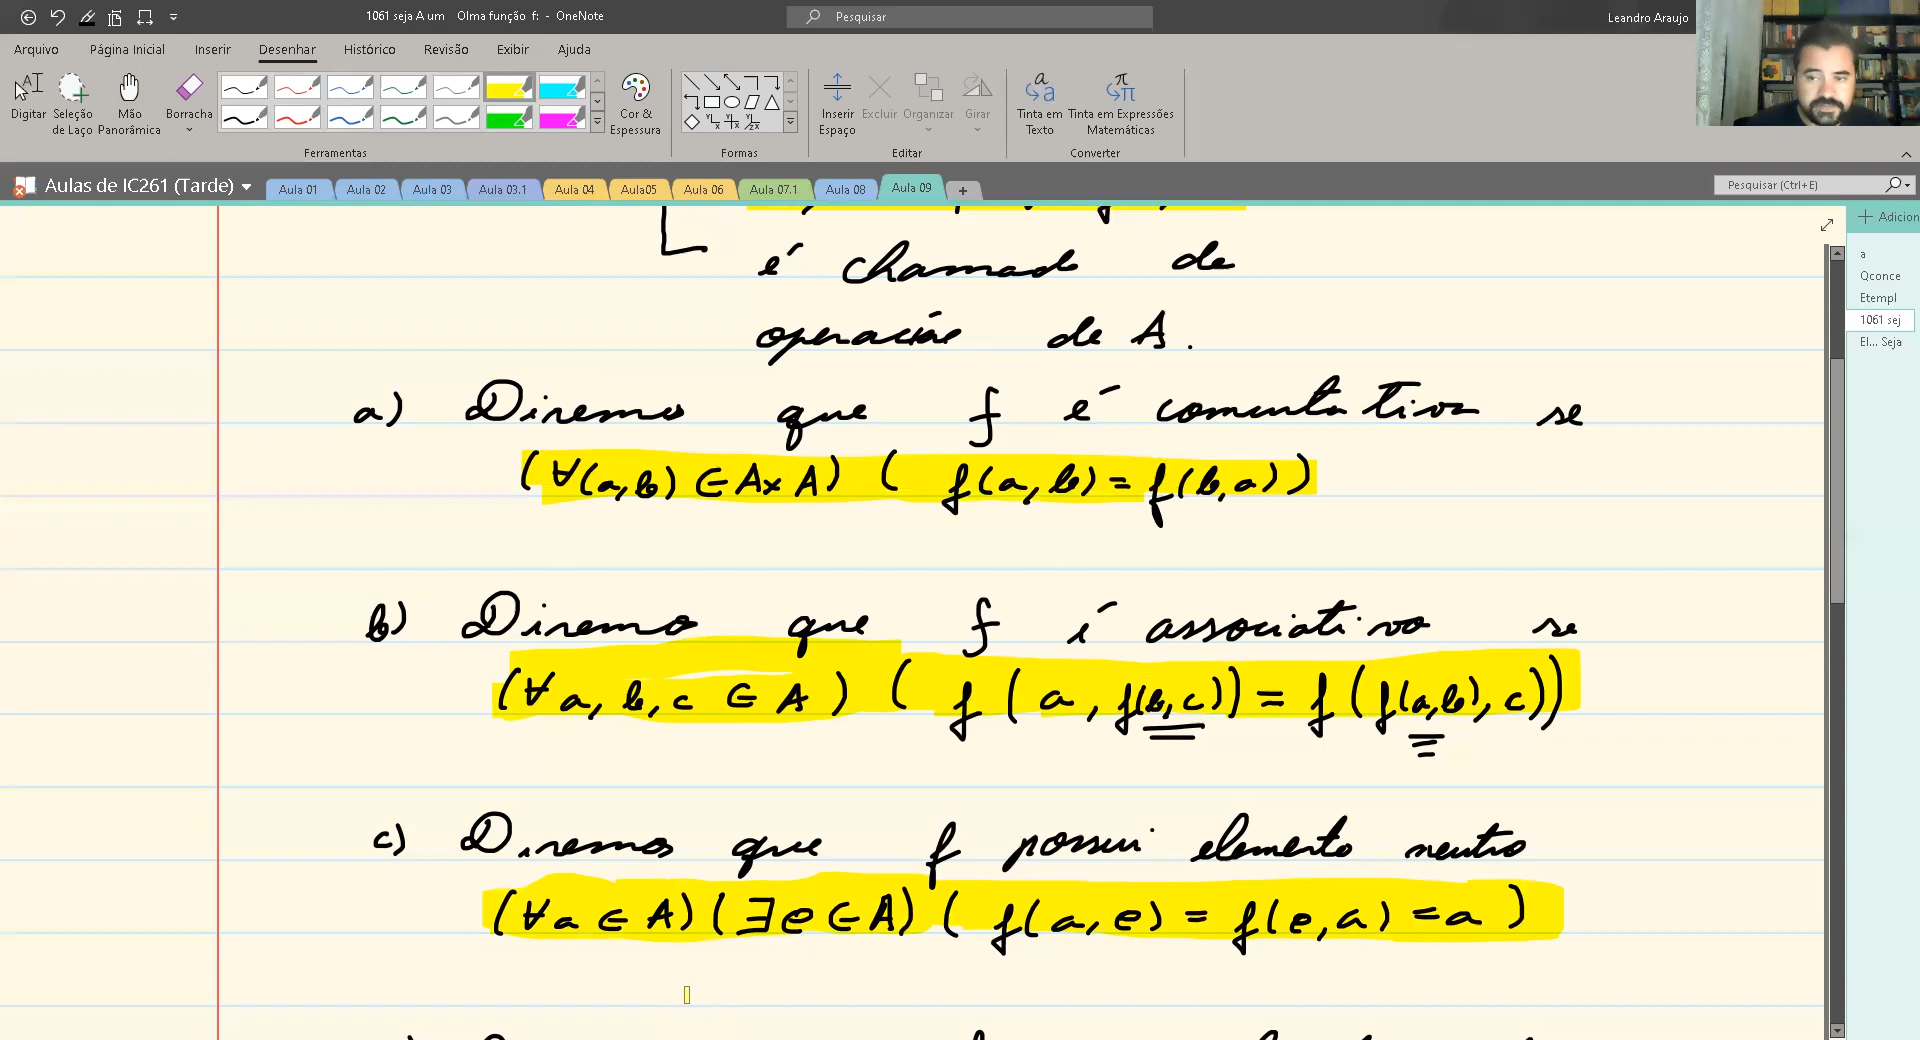 1061 seja A um Olma função f: - OneNote
Pesquisar
Leandro Araujo
Arquivo Página Inicial Inserir Desenhar Histórico Revisão Exibir Ajuda
Digitar
Seleção de Laço
Mão Panorâmica
Borracha
Cor & Espessura
Inserir Espaço
Excluir
Organizar
Girar
Tinta em Texto
Tinta em Expressões Matemáticas
Ferramentas Formas Editar Converter
Aulas de IC261 (Tarde)
Aula 01 Aula 02 Aula 03 Aula 03.1 Aula 04 Aula05 Aula 06 Aula 07.1 Aula 08 Aula 09
Pesquisar (Ctrl+E)
Adicion
a
Qconce
Etempl
1061 sej
El... Seja
é chamado de
operação de A.
a) Diremos que f é comutativa se
(∀(a,b) ∈ A×A) ( f(a,b) = f(b,a))
b) Diremos que f é associativa se
(∀a,b,c ∈ A) ( f(a, f(b,c)) = f(f(a,b),c))
c) Diremos que f possui elemento neutro
(∀a ∈ A)(∃e ∈ A) ( f(a,e) = f(e,a) = a )